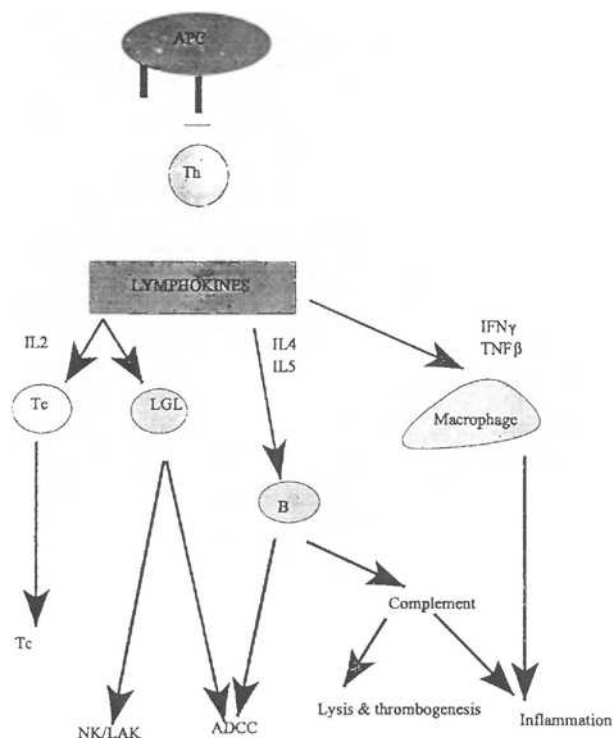 APC
Th
LYMPHOKINES
IL2
IL4
IL5
IFNγ
TNFβ
Tc
LGL
Macrophage
B
Tc
Complement
NK/LAK
ADCC
Lysis & thrombogenesis
Inflammation